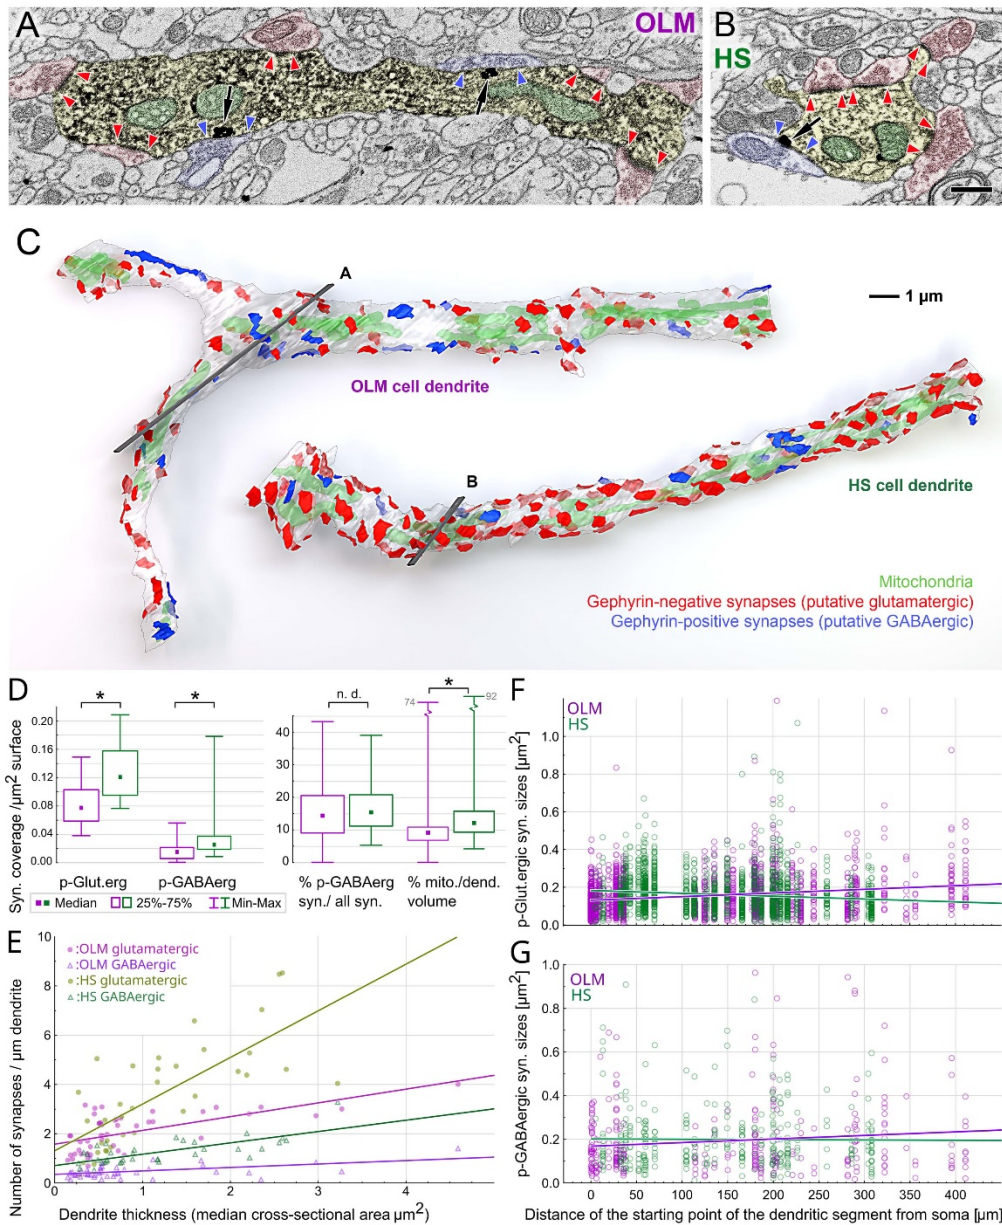 A
OLM
B
HS
C
A
1 µm
OLM cell dendrite
B
HS cell dendrite
Mitochondria
Gephyrin-negative synapses (putative glutamatergic)
Gephyrin-positive synapses (putative GABAergic)
D
Syn. coverage /µm² surface
0.20
0.16
0.12
0.08
0.04
0.00
*
*
p-Glut.erg
p-GABAerg
50
40
30
20
10
0
n. d.
*
74
92
% p-GABAerg
syn./ all syn.
% mito./dend.
volume
Median
25%-75%
Min-Max
E
Number of synapses / µm dendrite
10
8
6
4
2
0
:OLM glutamatergic
:OLM GABAergic
:HS glutamatergic
:HS GABAergic
0
1
2
3
4
Dendrite thickness (median cross-sectional area µm²)
F
OLM
HS
p-Glut.ergic syn. sizes [µm²]
1.0
0.8
0.6
0.4
0.2
0.0
G
OLM
HS
p-GABAergic syn. sizes [µm²]
1.0
0.8
0.6
0.4
0.2
0.0
0
50
100
150
200
250
300
350
400
Distance of the starting point of the dendritic segment from soma [µm]